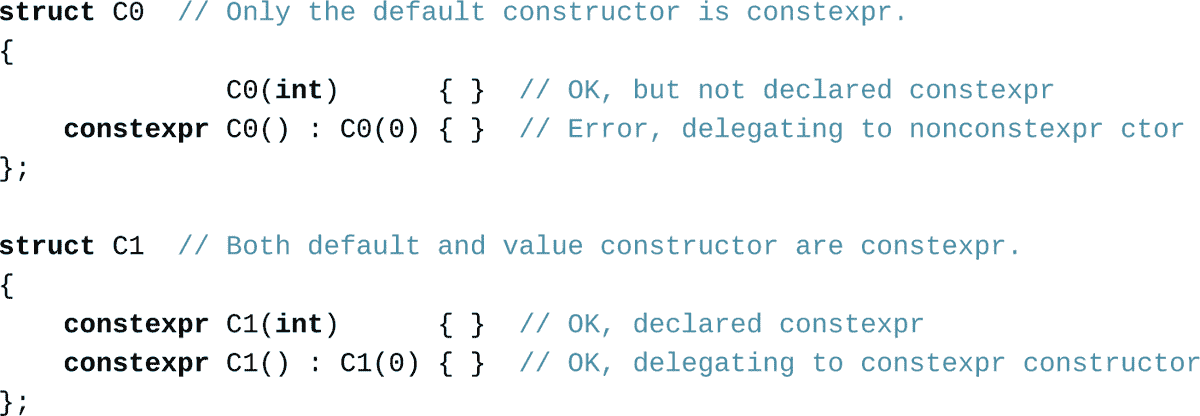 struct C0  // Only the default constructor is constexpr.
{
              C0(int)      { }  // OK, but not declared constexpr
    constexpr C0() : C0(0) { }  // Error, delegating to nonconstexpr ctor
};

struct C1  // Both default and value constructor are constexpr.
{
    constexpr C1(int)      { }  // OK, declared constexpr
    constexpr C1() : C1(0) { }  // OK, delegating to constexpr constructor
};